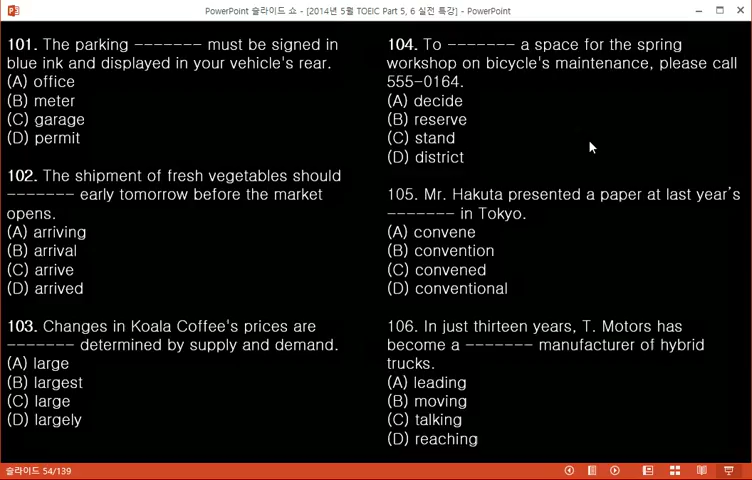 PowerPoint 슬라이드 쇼 - [2014년 5월 TOEIC Part 5, 6 실전 특강] - PowerPoint
101. The parking ------- must be signed in
blue ink and displayed in your vehicle's rear.
(A) office
(B) meter
(C) garage
(D) permit
102. The shipment of fresh vegetables should
------- early tomorrow before the market
opens.
(A) arriving
(B) arrival
(C) arrive
(D) arrived
103. Changes in Koala Coffee's prices are
------- determined by supply and demand.
(A) large
(B) largest
(C) large
(D) largely
104. To ------- a space for the spring
workshop on bicycle's maintenance, please call
555-0164.
(A) decide
(B) reserve
(C) stand
(D) district
105. Mr. Hakuta presented a paper at last year's
------- in Tokyo.
(A) convene
(B) convention
(C) convened
(D) conventional
106. In just thirteen years, T. Motors has
become a ------- manufacturer of hybrid
trucks.
(A) leading
(B) moving
(C) talking
(D) reaching
슬라이드 54/139